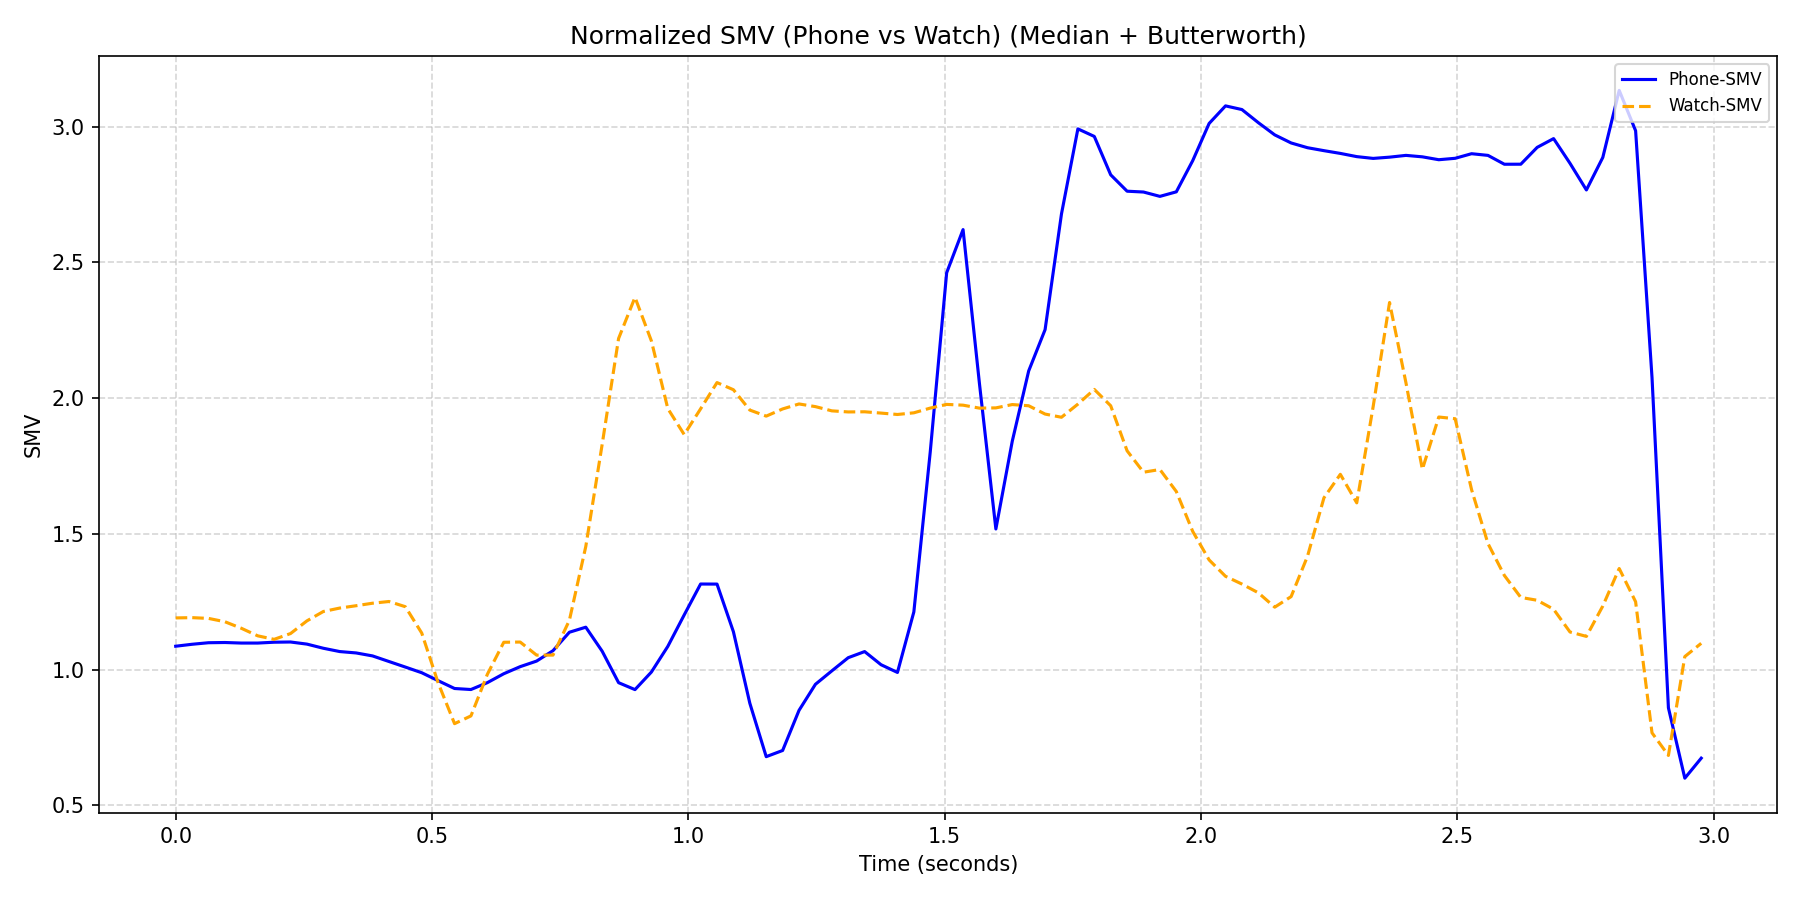 Normalized SMV (Phone vs Watch) (Median + Butterworth)
Phone-SMV
Watch-SMV
3.0
2.5
2.0
1.5
1.0
0.5
SMV
0.0 0.5 1.0 1.5 2.0 2.5 3.0
Time (seconds)